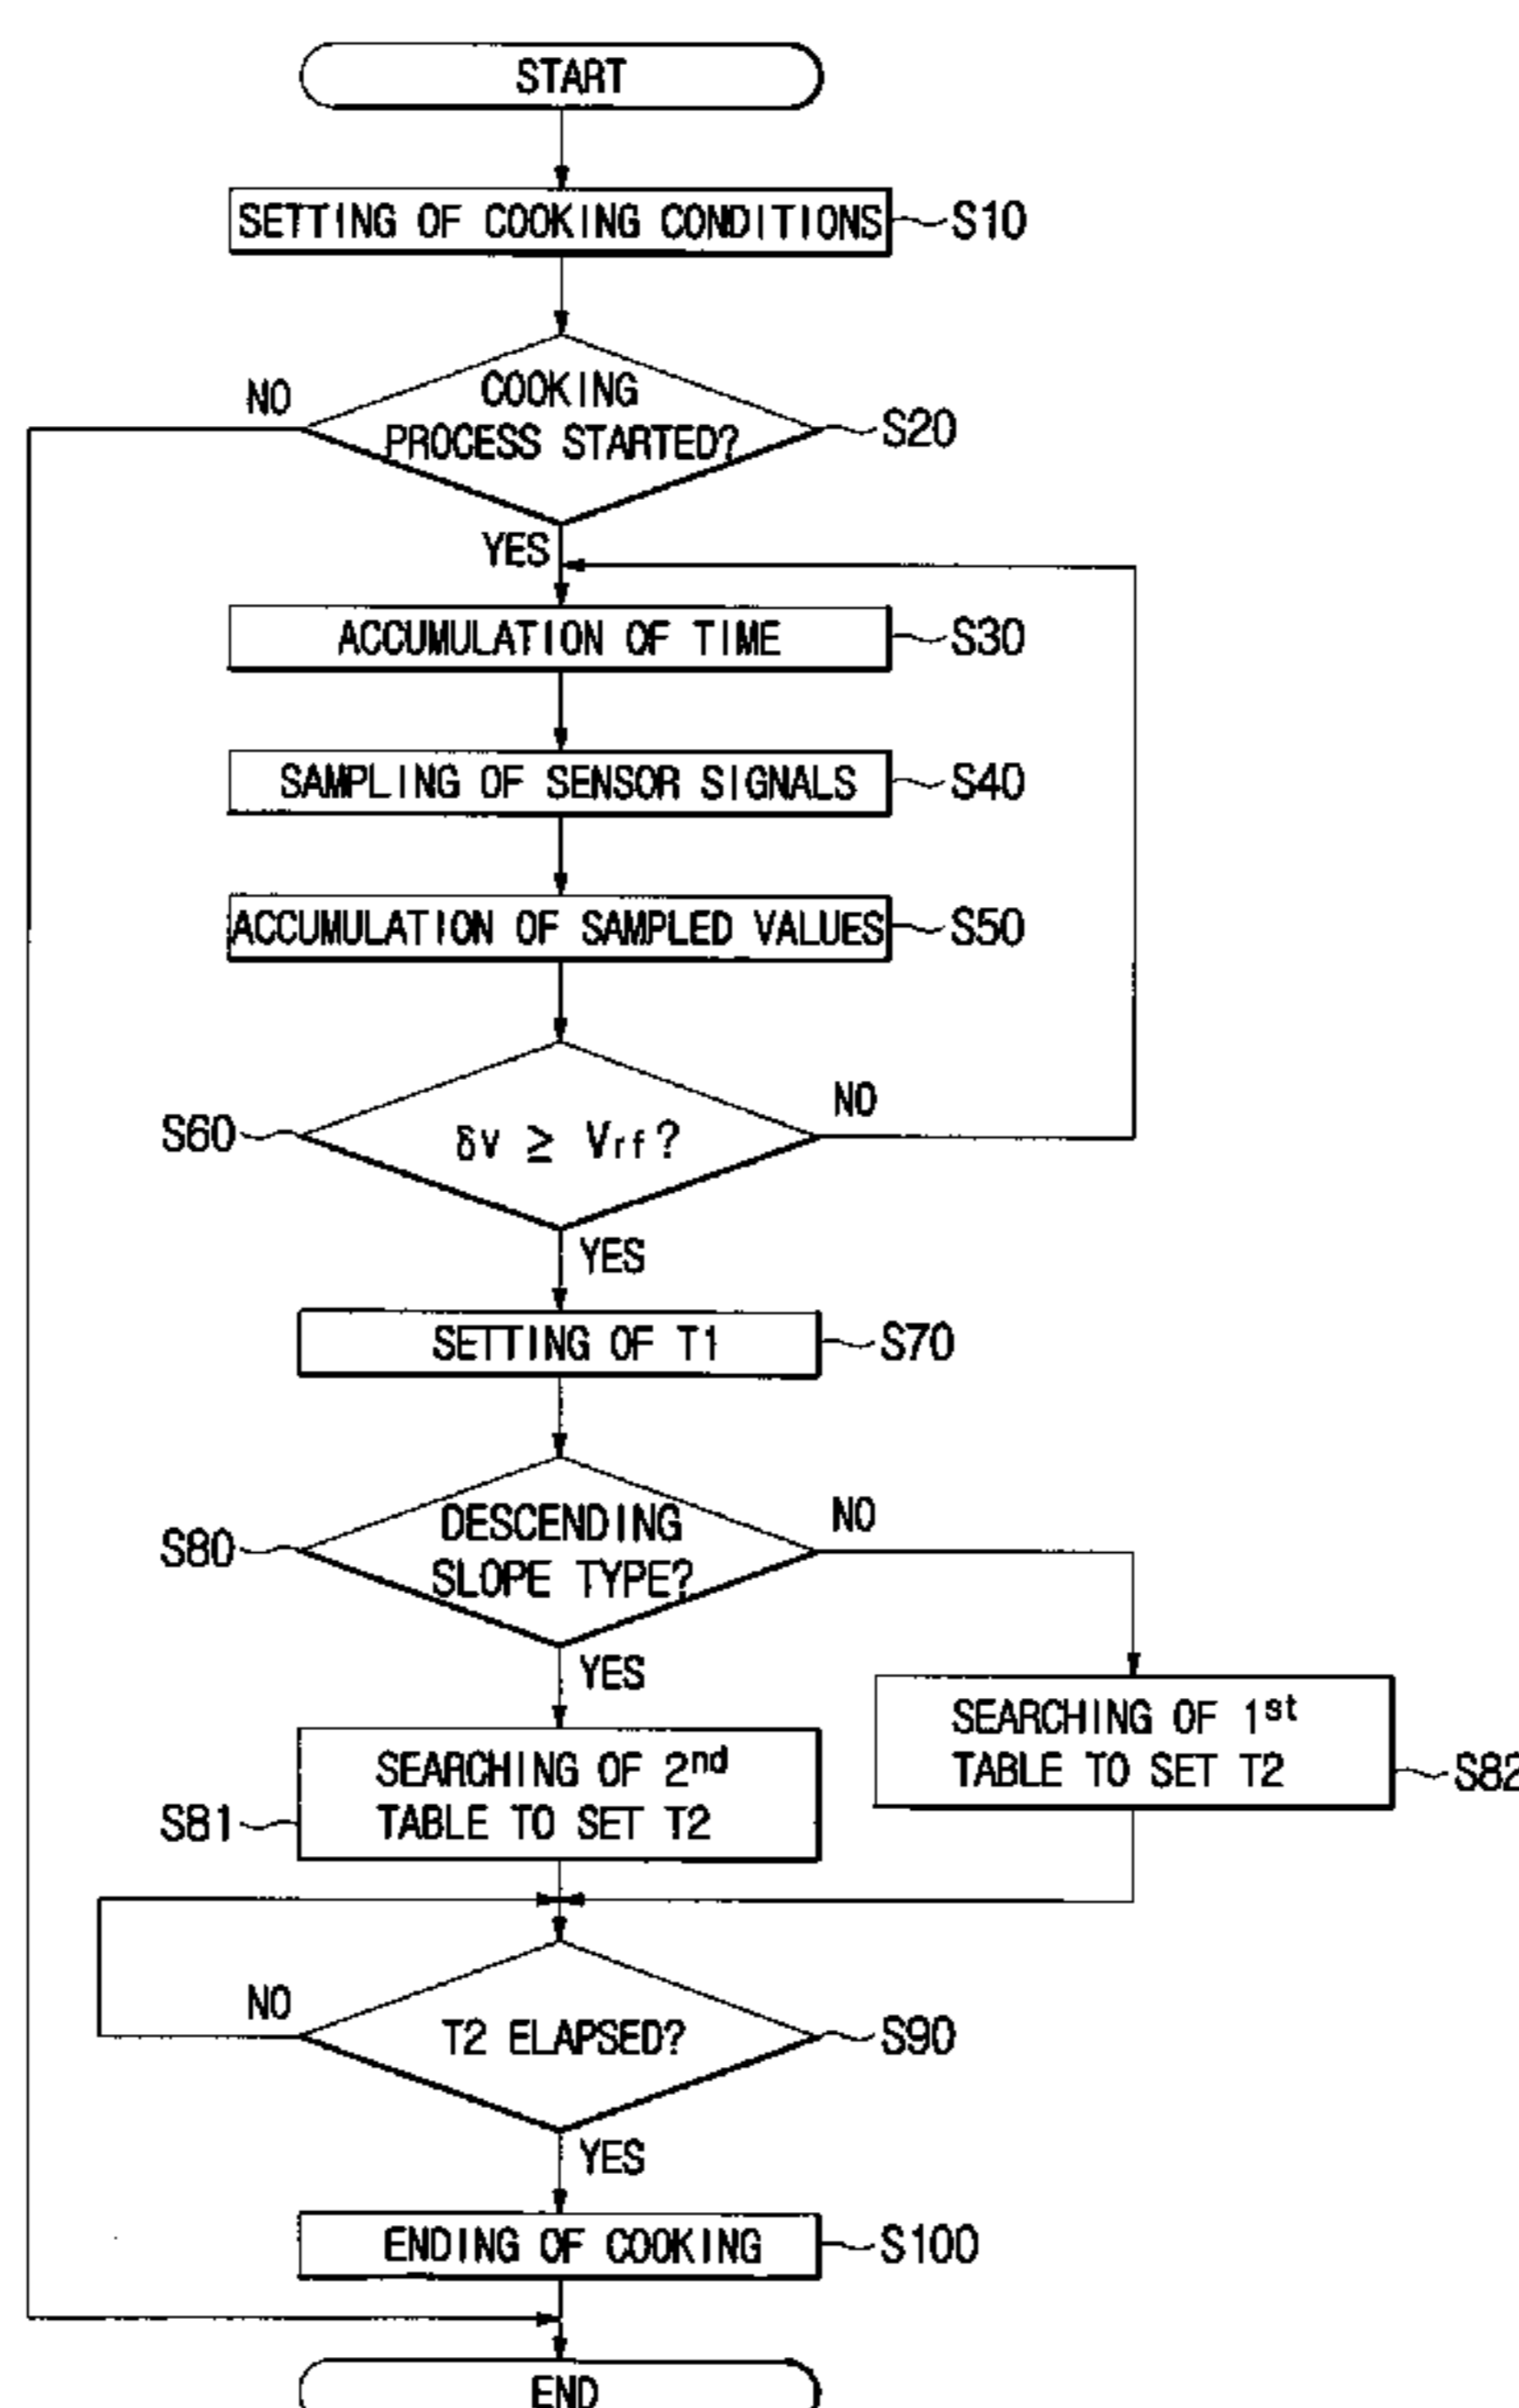 START
SETTING OF COOKING CONDITIONS
S10
COOKING
PROCESS STARTED?
S20
NO
YES
ACCUMULATION OF TIME
S30
SAMPLING OF SENSOR SIGNALS
S40
ACCUMULATION OF SAMPLED VALUES
S50
S60
δv ≥ Vrf?
NO
YES
SETTING OF T1
S70
S80
DESCENDING
SLOPE TYPE?
NO
YES
SEARCHING OF 1st
TABLE TO SET T2
S82
SEARCHING OF 2nd
TABLE TO SET T2
S81
NO
T2 ELAPSED?
S90
YES
ENDING OF COOKING
S100
END